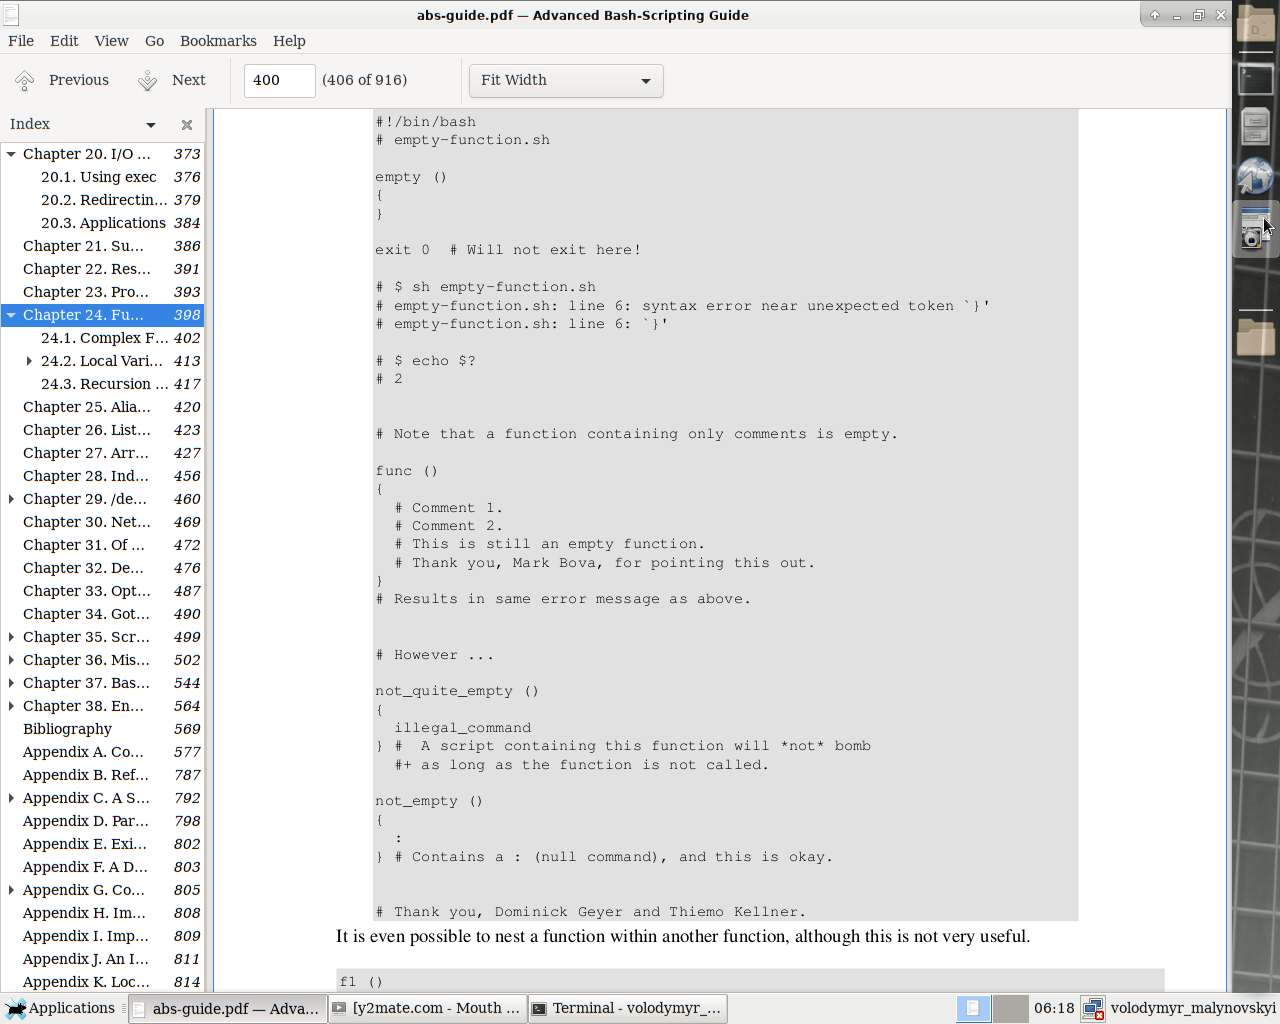 abs-guide.pdf — Advanced Bash-Scripting Guide
File Edit View Go Bookmarks Help
Previous Next 400 (406 of 916) Fit Width
Index
Chapter 20. I/O ... 373
20.1. Using exec 376
20.2. Redirectin... 379
20.3. Applications 384
Chapter 21. Su... 386
Chapter 22. Res... 391
Chapter 23. Pro... 393
Chapter 24. Fu... 398
24.1. Complex F... 402
24.2. Local Vari... 413
24.3. Recursion ... 417
Chapter 25. Alia... 420
Chapter 26. List... 423
Chapter 27. Arr... 427
Chapter 28. Ind... 456
Chapter 29. /de... 460
Chapter 30. Net... 469
Chapter 31. Of ... 472
Chapter 32. De... 476
Chapter 33. Opt... 487
Chapter 34. Got... 490
Chapter 35. Scr... 499
Chapter 36. Mis... 502
Chapter 37. Bas... 544
Chapter 38. En... 564
Bibliography 569
Appendix A. Co... 577
Appendix B. Ref... 787
Appendix C. A S... 792
Appendix D. Par... 798
Appendix E. Exi... 802
Appendix F. A D... 803
Appendix G. Co... 805
Appendix H. Im... 808
Appendix I. Imp... 809
Appendix J. An I... 811
Appendix K. Loc... 814
#!/bin/bash
# empty-function.sh
empty ()
{
}
exit 0  # Will not exit here!
# $ sh empty-function.sh
# empty-function.sh: line 6: syntax error near unexpected token `}'
# empty-function.sh: line 6: `}'
# $ echo $?
# 2
# Note that a function containing only comments is empty.
func ()
{
  # Comment 1.
  # Comment 2.
  # This is still an empty function.
  # Thank you, Mark Bova, for pointing this out.
}
# Results in same error message as above.
# However ...
not_quite_empty ()
{
  illegal_command
} #  A script containing this function will *not* bomb
  #+ as long as the function is not called.
not_empty ()
{
  :
} # Contains a : (null command), and this is okay.
# Thank you, Dominick Geyer and Thiemo Kellner.
It is even possible to nest a function within another function, although this is not very useful.
f1 ()
Applications abs-guide.pdf — Adva... [y2mate.com - Mouth ... Terminal - volodymyr_... 06:18 volodymyr_malynovskyi